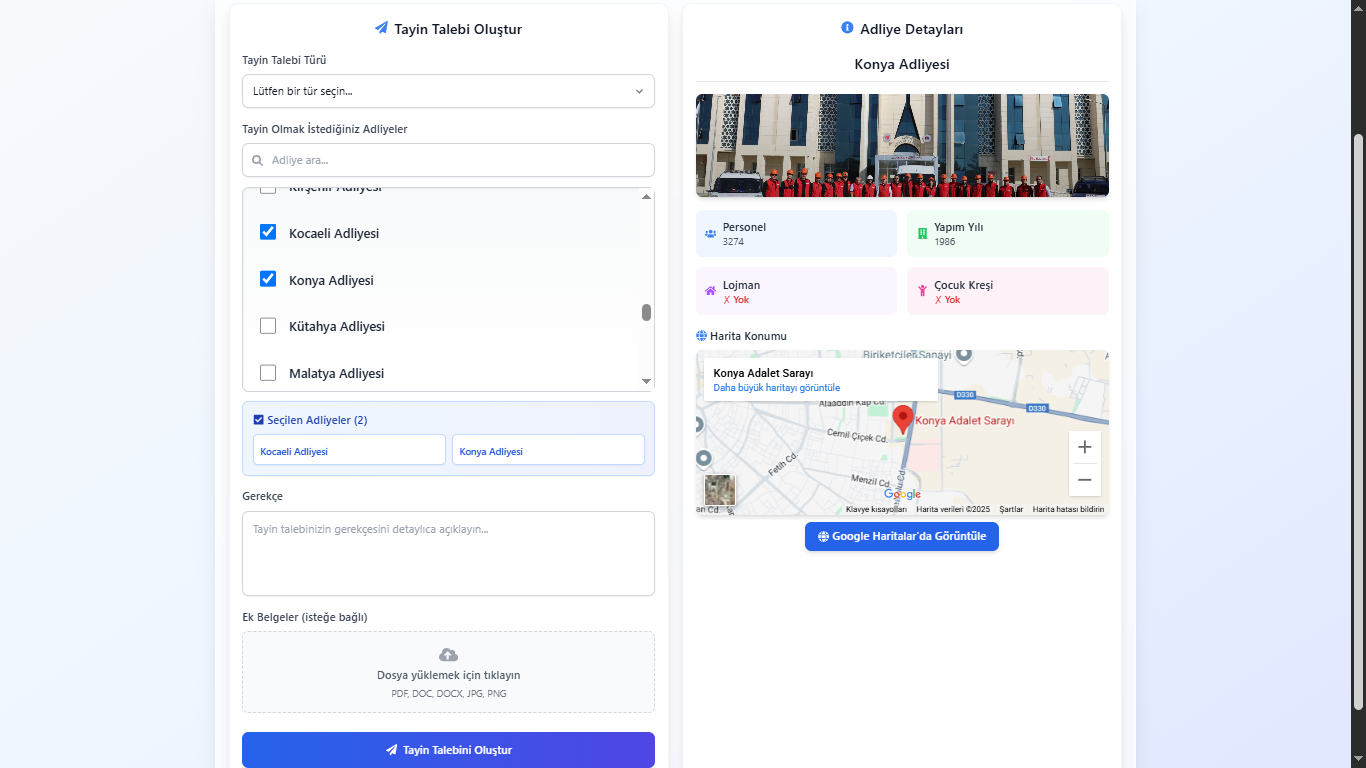 Tayin Talebi Oluştur
Tayin Talebi Türü
Lütfen bir tür seçin...
Tayin Olmak İstediğiniz Adliyeler
Adliye ara...
Kırşehir Adliyesi
Kocaeli Adliyesi
Konya Adliyesi
Kütahya Adliyesi
Malatya Adliyesi
Seçilen Adliyeler (2)
Kocaeli Adliyesi
Konya Adliyesi
Gerekçe
Tayin talebinizin gerekçesini detaylıca açıklayın...
Ek Belgeler (isteğe bağlı)
Dosya yüklemek için tıklayın
PDF, DOC, DOCX, JPG, PNG
Tayin Talebini Oluştur
Adliye Detayları
Konya Adliyesi
Personel
3274
Yapım Yılı
1986
Lojman
✗ Yok
Çocuk Kreşi
✗ Yok
Harita Konumu
Biriketçiler Sanayi
Konya Adalet Sarayı
Daha büyük haritayı görüntüle
D330
D330
Alaaddin Kap Cd.
Konya Adalet Sarayı
Cemil Çiçek Cd.
Fetih Cd.
Menzil Cd.
Google
Klavye kısayolları
Harita verileri ©2025
Şartlar
Harita hatası bildirin
Google Haritalar'da Görüntüle